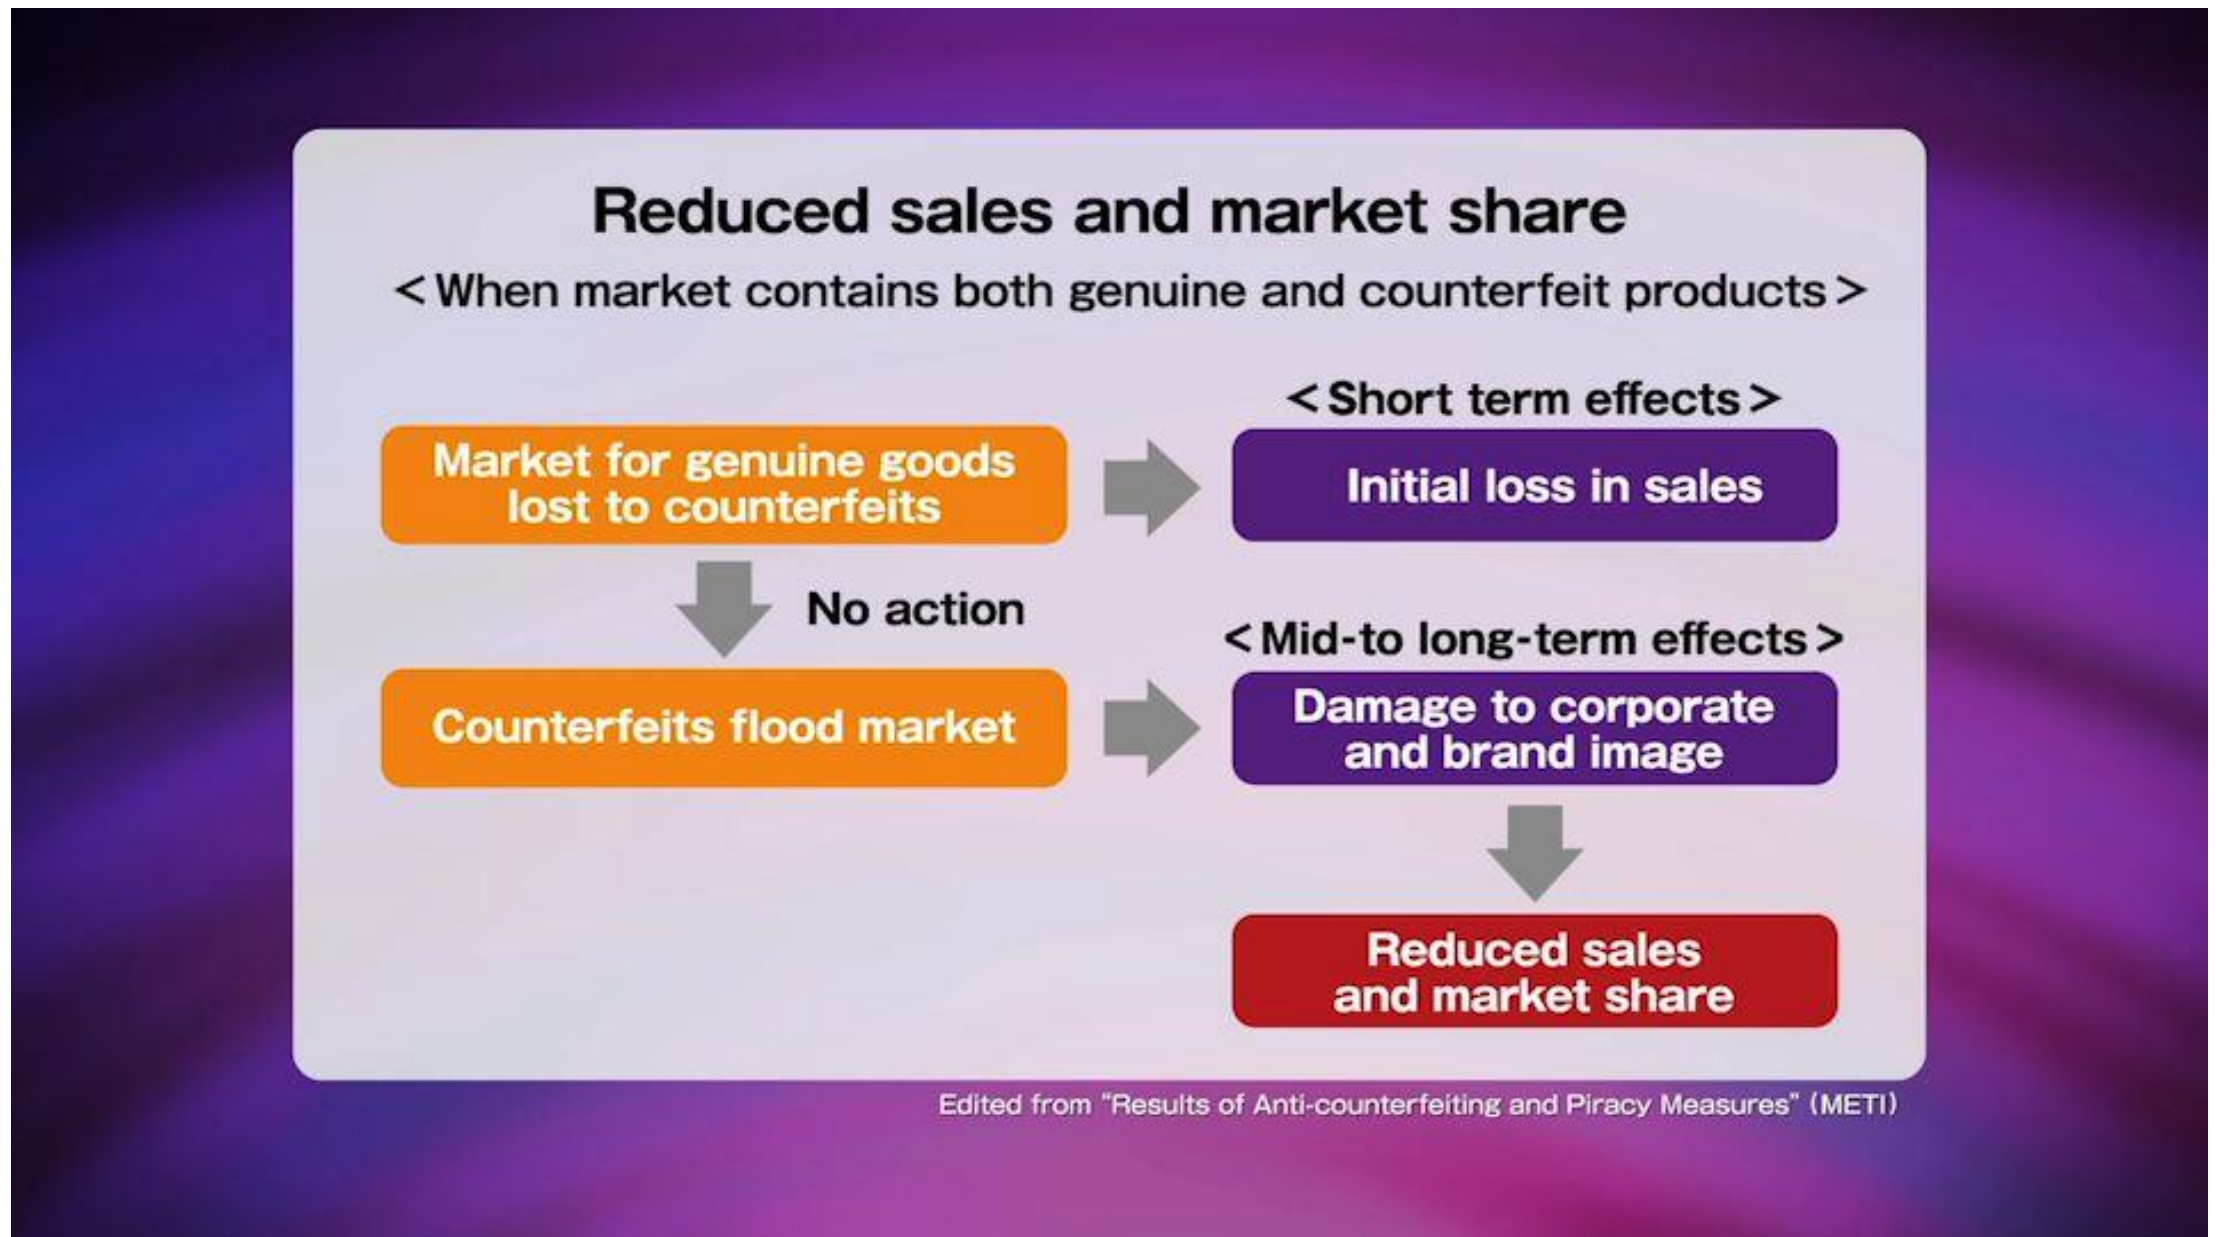 Reduced sales and market share
<When market contains both genuine and counterfeit products>
<Short term effects>
Market for genuine goods
lost to counterfeits
Initial loss in sales
No action
<Mid-to long-term effects>
Counterfeits flood market
Damage to corporate
and brand image
Reduced sales
and market share
Edited from “Results of Anti-counterfeiting and Piracy Measures” (METI)